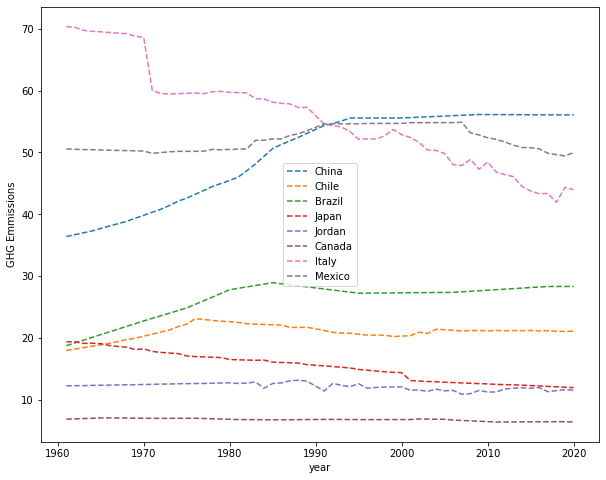 70
60
50
40
30
20
10
GHG Emmissions
China
Chile
Brazil
Japan
Jordan
Canada
Italy
Mexico
1960
1970
1980
1990
2000
2010
2020
year